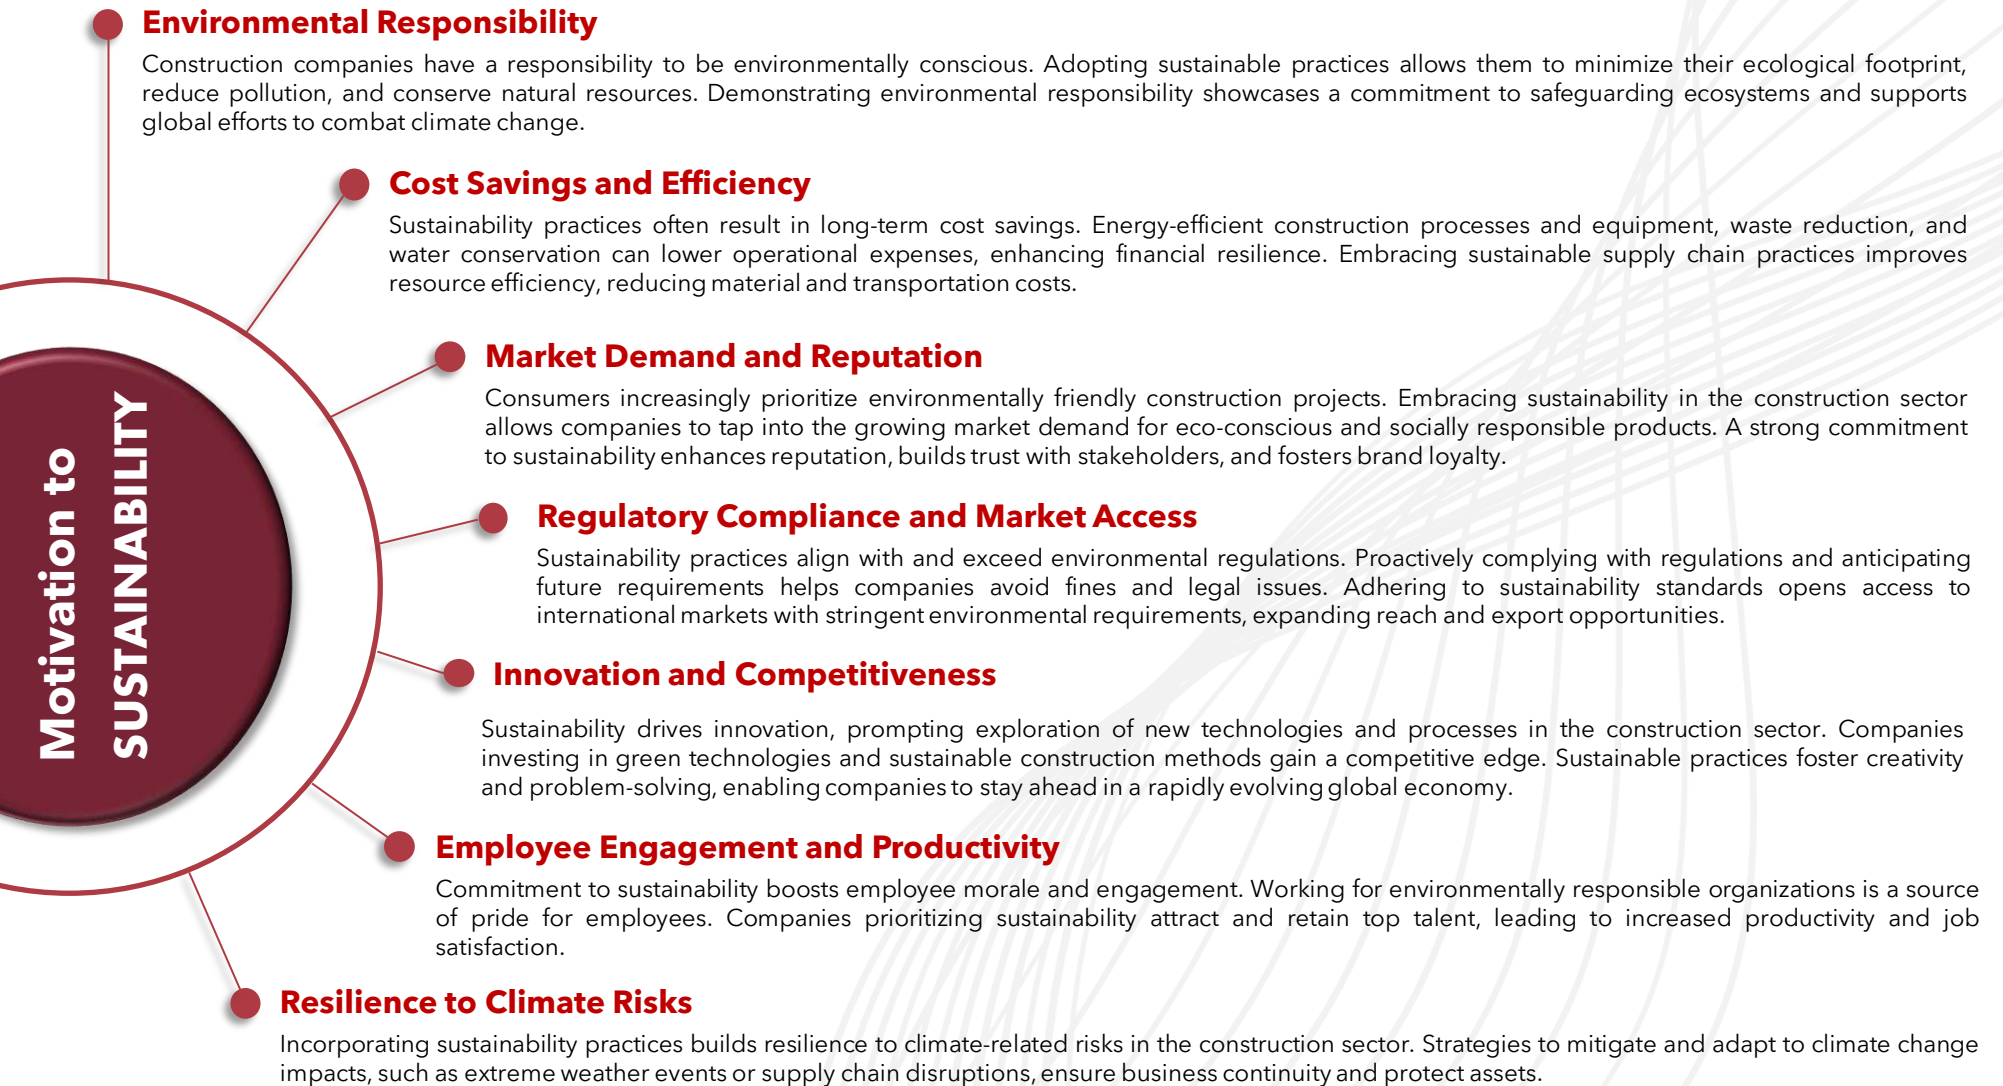 Environmental Responsibility
Construction companies have a responsibility to be environmentally conscious. Adopting sustainable practices allows them to minimize their ecological footprint,
reduce pollution, and conserve natural resources. Demonstrating environmental responsibility showcases a commitment to safeguarding ecosystems and supports
global efforts to combat climate change.
Cost Savings and Efficiency
Sustainability practices often result in long-term cost savings. Energy-efficient construction processes and equipment, waste reduction, and
water conservation can lower operational expenses, enhancing financial resilience. Embracing sustainable supply chain practices improves
resource efficiency, reducing material and transportation costs.
Market Demand and Reputation
Consumers increasingly prioritize environmentally friendly construction projects. Embracing sustainability in the construction sector
allows companies to tap into the growing market demand for eco-conscious and socially responsible products. A strong commitment
to sustainability enhances reputation, builds trust with stakeholders, and fosters brand loyalty.
Motivation to
SUSTAINABILITY
Regulatory Compliance and Market Access
Sustainability practices align with and exceed environmental regulations. Proactively complying with regulations and anticipating
future requirements helps companies avoid fines and legal issues. Adhering to sustainability standards opens access to
international markets with stringent environmental requirements, expanding reach and export opportunities.
Innovation and Competitiveness
Sustainability drives innovation, prompting exploration of new technologies and processes in the construction sector. Companies
investing in green technologies and sustainable construction methods gain a competitive edge. Sustainable practices foster creativity
and problem-solving, enabling companies to stay ahead in a rapidly evolving global economy.
Employee Engagement and Productivity
Commitment to sustainability boosts employee morale and engagement. Working for environmentally responsible organizations is a source
of pride for employees. Companies prioritizing sustainability attract and retain top talent, leading to increased productivity and job
satisfaction.
Resilience to Climate Risks
Incorporating sustainability practices builds resilience to climate-related risks in the construction sector. Strategies to mitigate and adapt to climate change
impacts, such as extreme weather events or supply chain disruptions, ensure business continuity and protect assets.